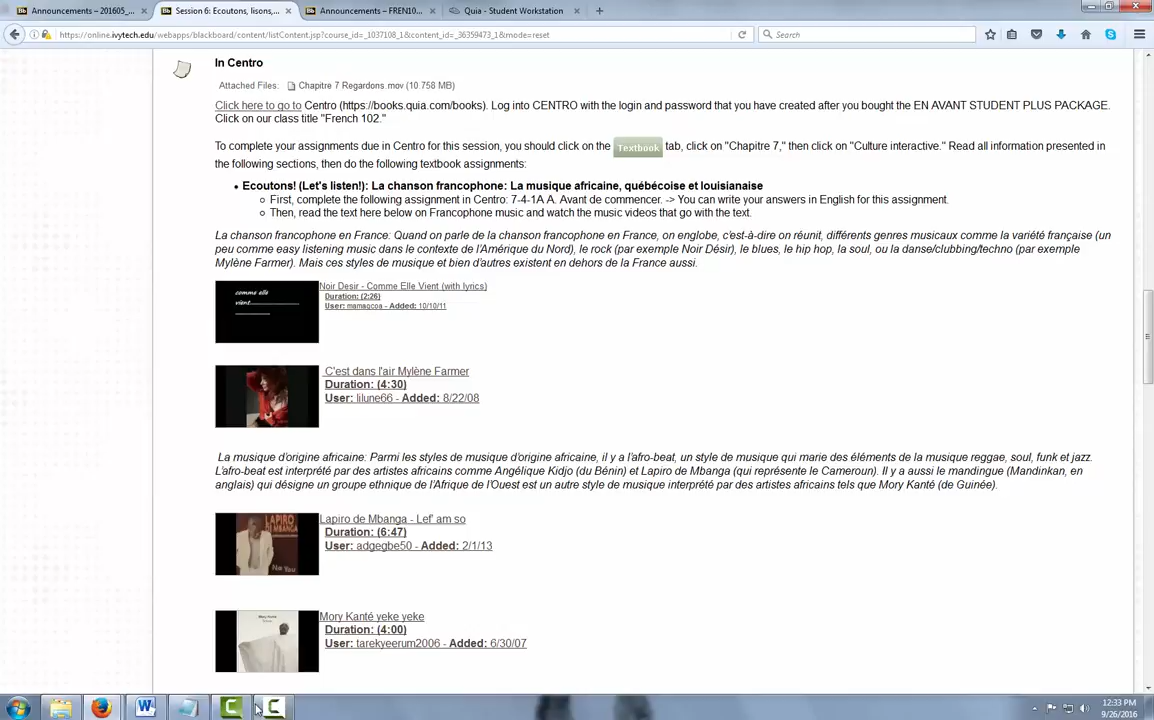 Announcements – 201605_...
Session 6: Ecoutons, lisons,...
Announcements – FREN10...
Quia - Student Workstation
https://online.ivytech.edu/webapps/blackboard/content/listContent.jsp?course_id=_1037108_1&content_id=_36359473_1&mode=reset
Search
In Centro
Attached Files: Chapitre 7 Regardons.mov (10.758 MB)
Click here to go to Centro (https://books.quia.com/books). Log into CENTRO with the login and password that you have created after you bought the EN AVANT STUDENT PLUS PACKAGE.
Click on our class title "French 102."
To complete your assignments due in Centro for this session, you should click on the Textbook tab, click on "Chapitre 7," then click on "Culture interactive." Read all information presented in
the following sections, then do the following textbook assignments:
• Ecoutons! (Let's listen!): La chanson francophone: La musique africaine, québécoise et louisianaise
First, complete the following assignment in Centro: 7-4-1A A. Avant de commencer. -> You can write your answers in English for this assignment.
Then, read the text here below on Francophone music and watch the music videos that go with the text.
La chanson francophone en France: Quand on parle de la chanson francophone en France, on englobe, c'est-à-dire on réunit, différents genres musicaux comme la variété française (un
peu comme easy listening music dans le contexte de l'Amérique du Nord), le rock (par exemple Noir Désir), le blues, le hip hop, la soul, ou la danse/clubbing/techno (par exemple
Mylène Farmer). Mais ces styles de musique et bien d'autres existent en dehors de la France aussi.
comme elle
vient
Noir Desir - Comme Elle Vient (with lyrics)
Duration: (2:26)
User: mamagcoa - Added: 10/10/11
C'est dans l'air Mylène Farmer
Duration: (4:30)
User: lilune66 - Added: 8/22/08
La musique d'origine africaine: Parmi les styles de musique d'origine africaine, il y a l'afro-beat, un style de musique qui marie des éléments de la musique reggae, soul, funk et jazz.
L'afro-beat est interprété par des artistes africains comme Angélique Kidjo (du Bénin) et Lapiro de Mbanga (qui représente le Cameroun). Il y a aussi le mandingue (Mandinkan, en
anglais) qui désigne un groupe ethnique de l'Afrique de l'Ouest est un autre style de musique interprété par des artistes africains tels que Mory Kanté (de Guinée).
LAPIRO
DE MBANGA
Lapiro de Mbanga - Lef' am so
Duration: (6:47)
User: adgegbe50 - Added: 2/1/13
Mory Kanté yeke yeke
Duration: (4:00)
User: tarekyeerum2006 - Added: 6/30/07
12:33 PM
9/26/2016